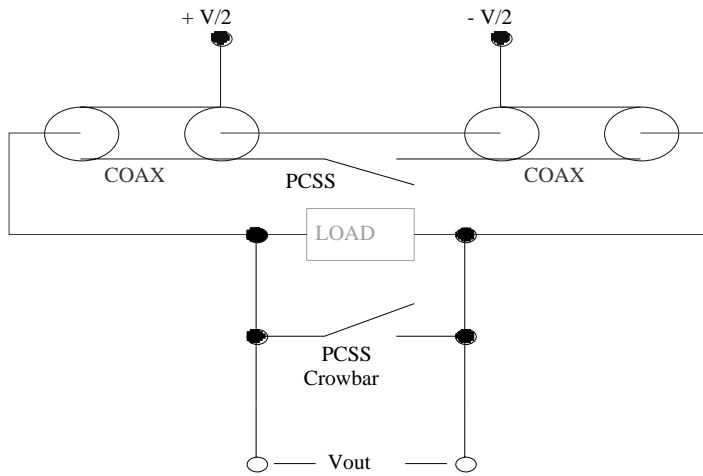 + V/2
- V/2
COAX
PCSS
COAX
LOAD
PCSS
Crowbar
Vout